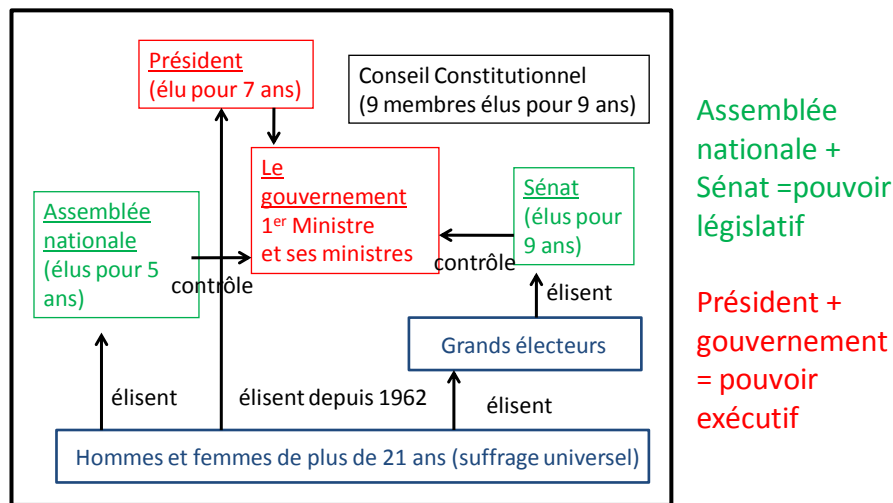 Président
(élu pour 7 ans)
Conseil Constitutionnel
(9 membres élus pour 9 ans)
Le
gouvernement
1er Ministre
et ses ministres
Assemblée
nationale
(élus pour 5
ans)
Sénat
(élus pour
9 ans)
contrôle
contrôle
élisent
Grands électeurs
élisent
élisent depuis 1962
élisent
Hommes et femmes de plus de 21 ans (suffrage universel)
Assemblée
nationale +
Sénat =pouvoir
législatif
Président +
gouvernement
= pouvoir
exécutif